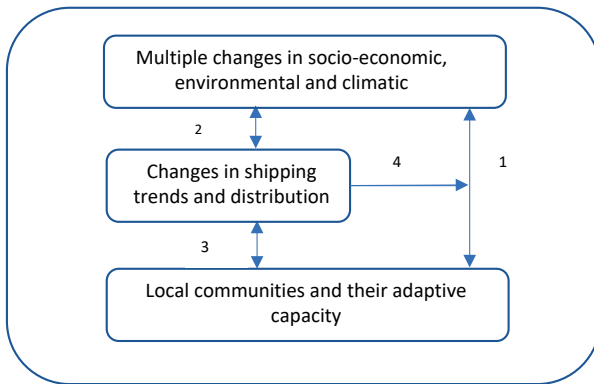 Multiple changes in socio-economic,
environmental and climatic
2
Changes in shipping
trends and distribution
4
1
3
Local communities and their adaptive
capacity